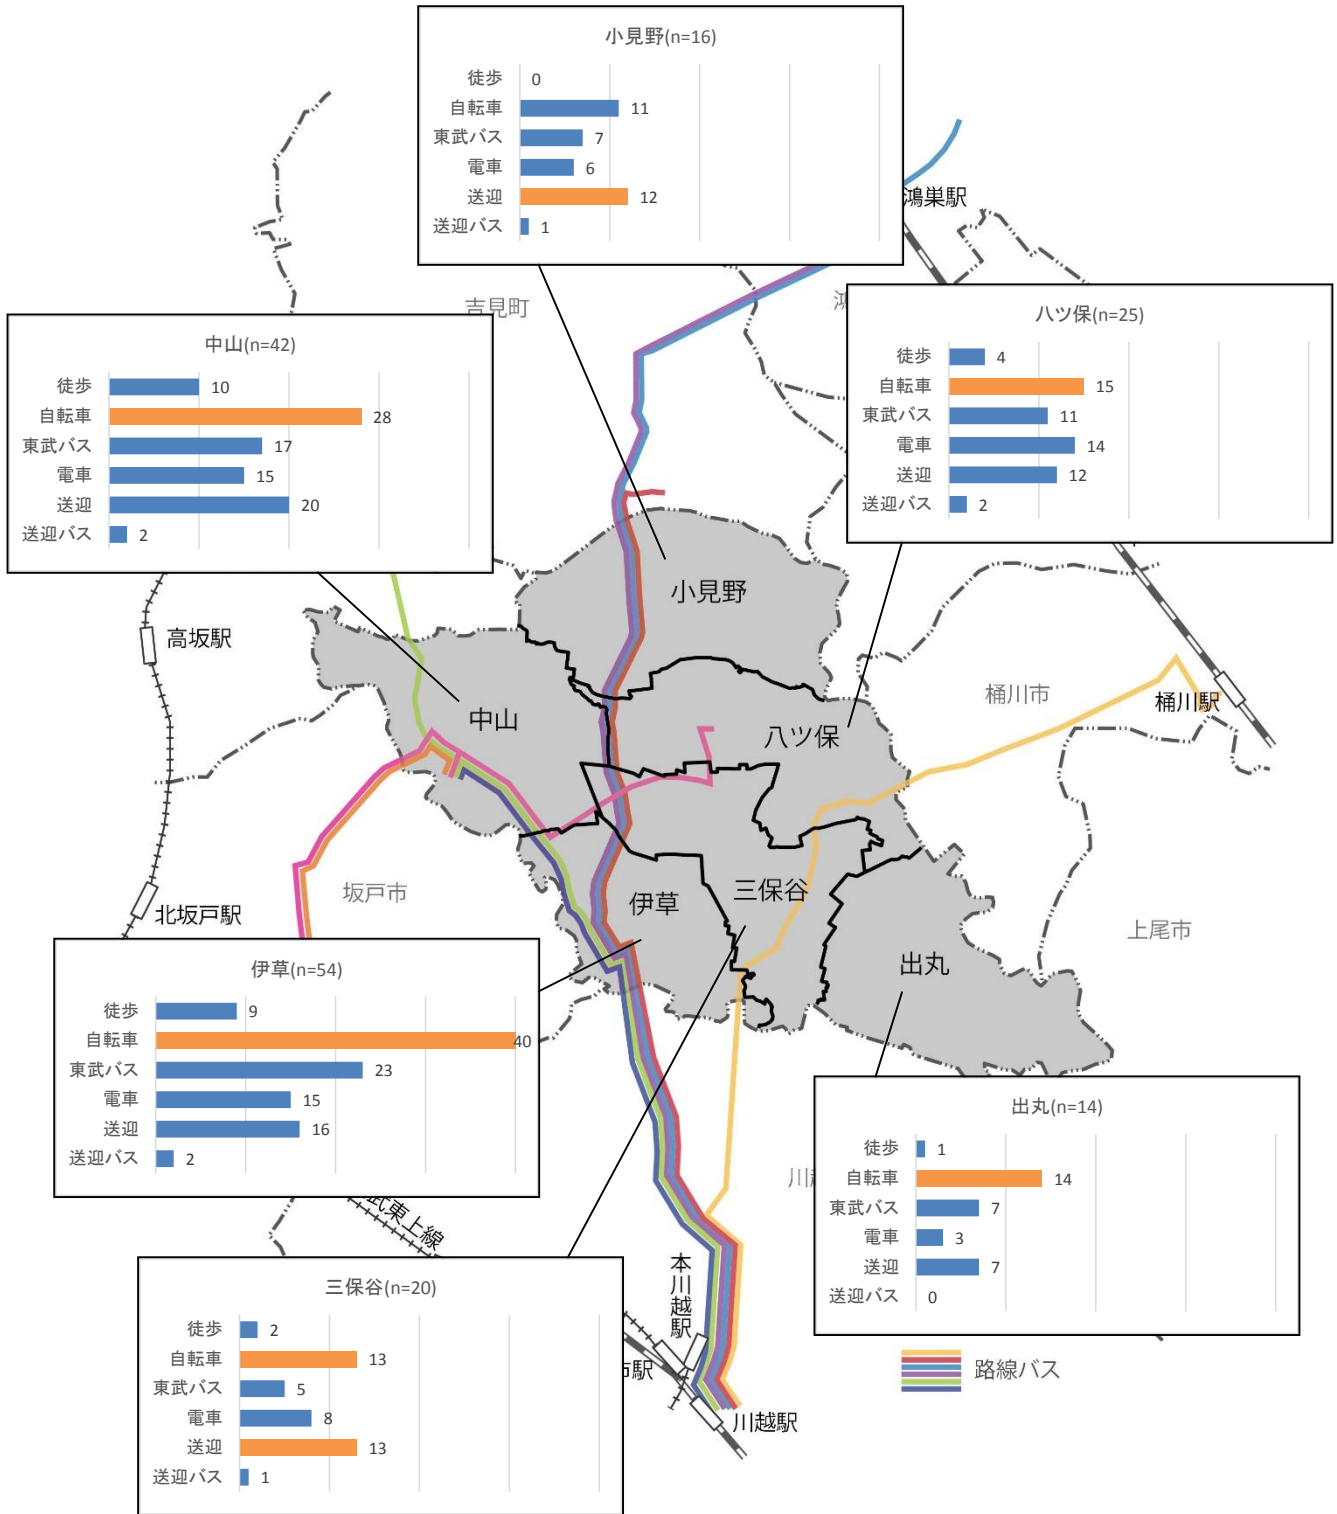 小見野(n=16)
徒歩 0
自転車 11
東武バス 7
電車 6
送迎 12
送迎バス 1
鴻巣駅
吉見町
八ツ保(n=25)
徒歩 4
自転車 15
東武バス 11
電車 14
送迎 12
送迎バス 2
中山(n=42)
徒歩 10
自転車 28
東武バス 17
電車 15
送迎 20
送迎バス 2
小見野
高坂駅
桶川市
桶川駅
中山
八ツ保
坂戸市
三保谷
伊草
北坂戸駅
上尾市
出丸
伊草(n=54)
徒歩 9
自転車 40
東武バス 23
電車 15
送迎 16
送迎バス 2
出丸(n=14)
徒歩 1
自転車 14
東武バス 7
電車 3
送迎 7
送迎バス 0
川
武東上線
三保谷(n=20)
徒歩 2
自転車 13
東武バス 5
電車 8
送迎 13
送迎バス 1
本川越駅
市駅
川越駅
路線バス